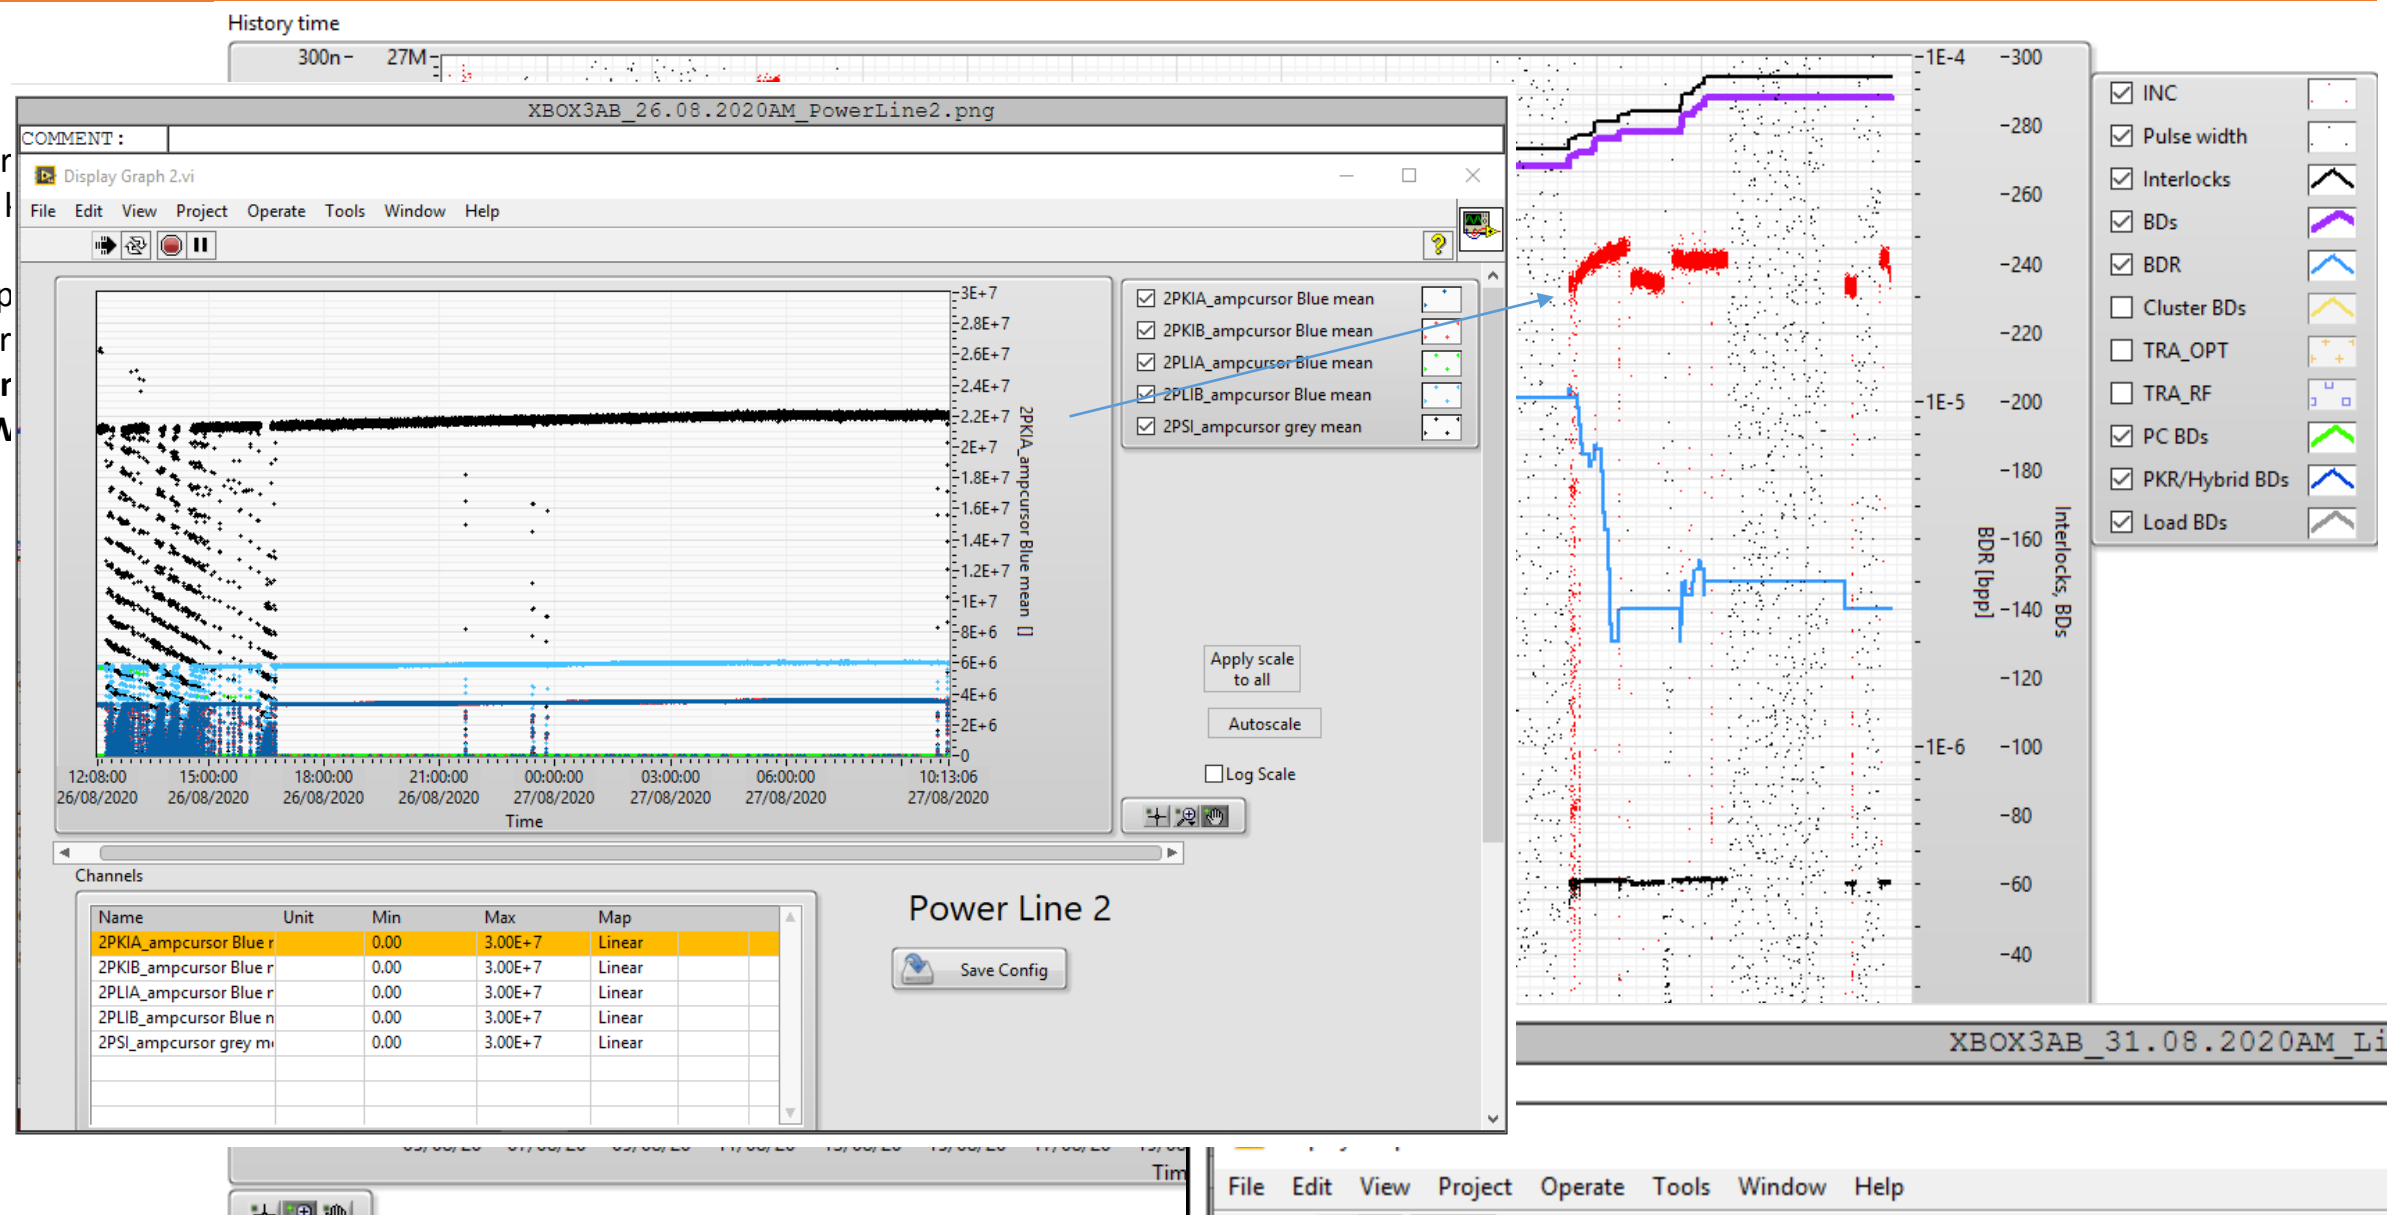 History time
300n
27M
XBOX3AB_26.08.2020AM_PowerLine2.png
COMMENT:
Display Graph 2.vi
File Edit View Project Operate Tools Window Help
3E+7
2.8E+7
2.6E+7
2.4E+7
2.2E+7
2E+7
1.8E+7
1.6E+7
1.4E+7
1.2E+7
1E+7
8E+6
6E+6
4E+6
2E+6
0
2PKIA_ampcursor Blue mean []
12:08:00 15:00:00 18:00:00 21:00:00 00:00:00 03:00:00 06:00:00 10:13:06
26/08/2020 26/08/2020 26/08/2020 26/08/2020 27/08/2020 27/08/2020 27/08/2020 27/08/2020
Time
2PKIA_ampcursor Blue mean
2PKIB_ampcursor Blue mean
2PLIA_ampcursor Blue mean
2PLIB_ampcursor Blue mean
2PSI_ampcursor grey mean
Apply scale
to all
Autoscale
Log Scale
Channels
Name Unit Min Max Map
2PKIA_ampcursor Blue r 0.00 3.00E+7 Linear
2PKIB_ampcursor Blue r 0.00 3.00E+7 Linear
2PLIA_ampcursor Blue r 0.00 3.00E+7 Linear
2PLIB_ampcursor Blue n 0.00 3.00E+7 Linear
2PSI_ampcursor grey m 0.00 3.00E+7 Linear
Power Line 2
Save Config
1E-4
1E-5
1E-6
BDR [bpp]
300
280
260
240
220
200
180
160
140
120
100
80
60
40
Interlocks, BDs
INC
Pulse width
Interlocks
BDs
BDR
Cluster BDs
TRA_OPT
TRA_RF
PC BDs
PKR/Hybrid BDs
Load BDs
XBOX3AB_31.08.2020AM_Li
Tim
File Edit View Project Operate Tools Window Help